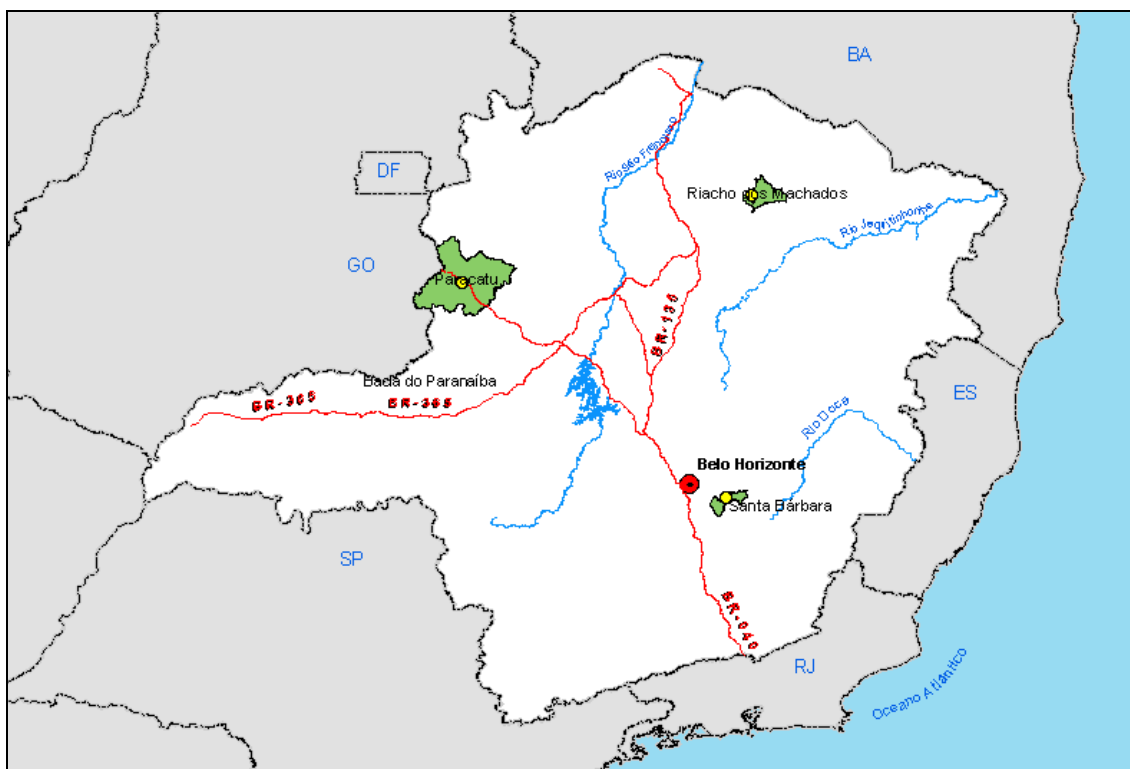 BA
Rio São Francisco
DF
Riacho dos Machados
Rio Jequitinhonha
GO
Paracatu
BR-135
Bacia do Paranaíba
BR-365
BR-365
ES
Rio Doce
Belo Horizonte
Santa Bárbara
SP
BR-040
RJ
Oceano Atlântico